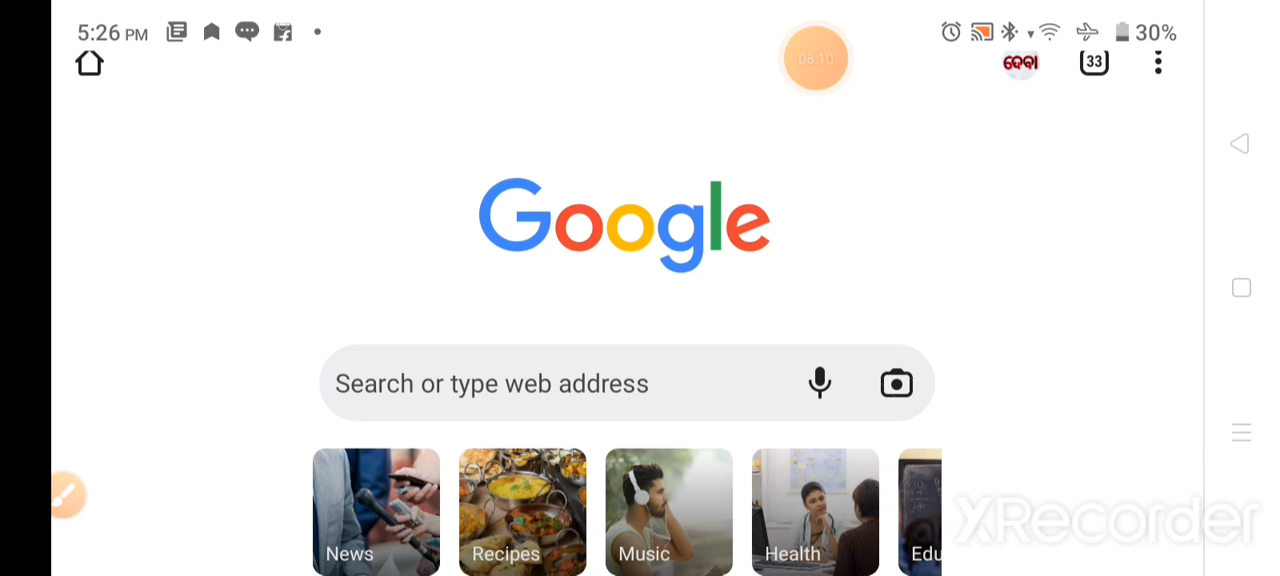 5:26 PM
30%
08:10
ଦେବା
33
Google
Search or type web address
News
Recipes
Music
Health
Edu
XRecorder